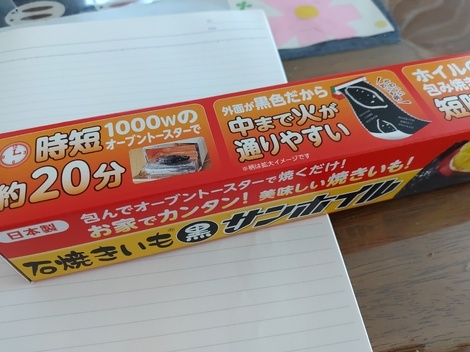 時短
1000Wの
オーブントースターで
約20分
外面が黒色だから
中まで火が
通りやすい
※柄は拡大イメージです
ホイルの
包み焼
短
日本製
包んでオーブントースターで焼くだけ!
お家でカンタン!美味しい焼きいも!
石焼きいも 黒 サンホイル